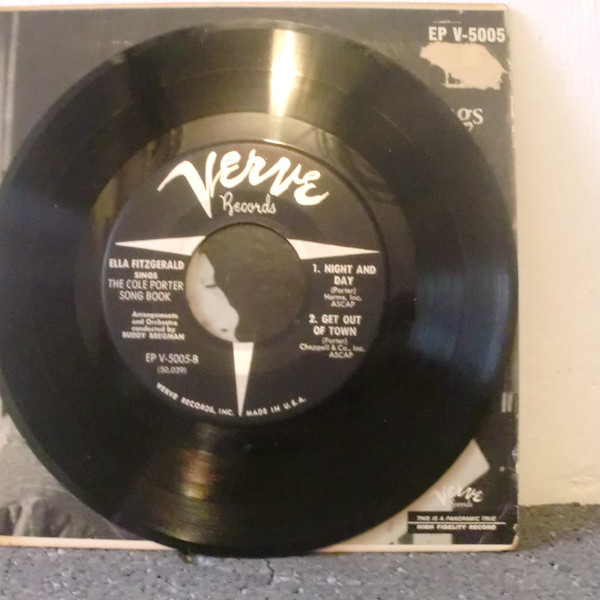 EP V-5005
gs
VERVE
Records
ELLA FITZGERALD
SINGS
THE COLE PORTER
SONG BOOK
Arrangements
and Orchestra
conducted by
BUDDY BREGMAN
EP V-5005-B
(50,039)
1. NIGHT AND
DAY
(Porter)
Harms, Inc.
ASCAP
2. GET OUT
OF TOWN
(Porter)
Chappell & Co., Inc.
ASCAP
VERVE RECORDS, INC. MADE IN U.S.A.
Verve
Records
THIS IS A PANORAMIC TRUE
HIGH FIDELITY RECORD